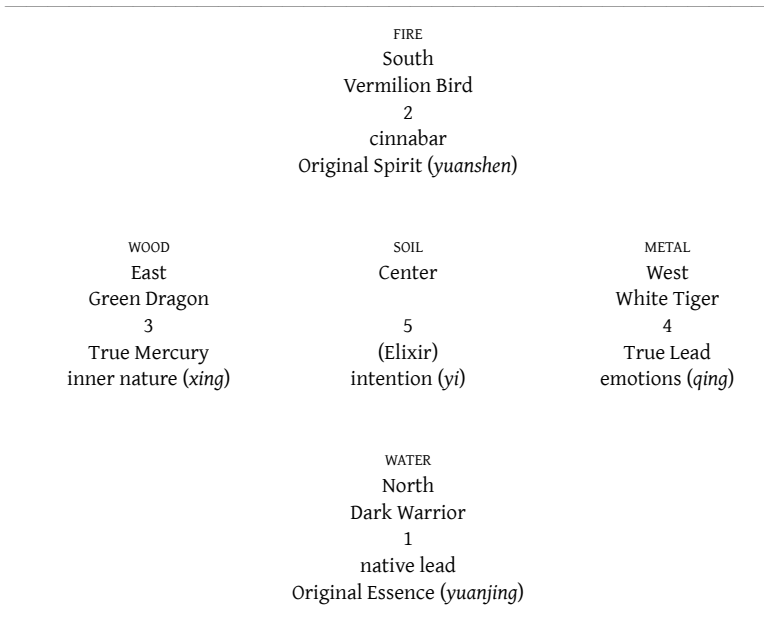 FIRE
South
Vermilion Bird
2
cinnabar
Original Spirit (yuanshen)
WOOD SOIL METAL
East Center West
Green Dragon White Tiger
3 5 4
True Mercury (Elixir) True Lead
inner nature (xing) intention (yi) emotions (qing)
WATER
North
Dark Warrior
1
native lead
Original Essence (yuanjing)